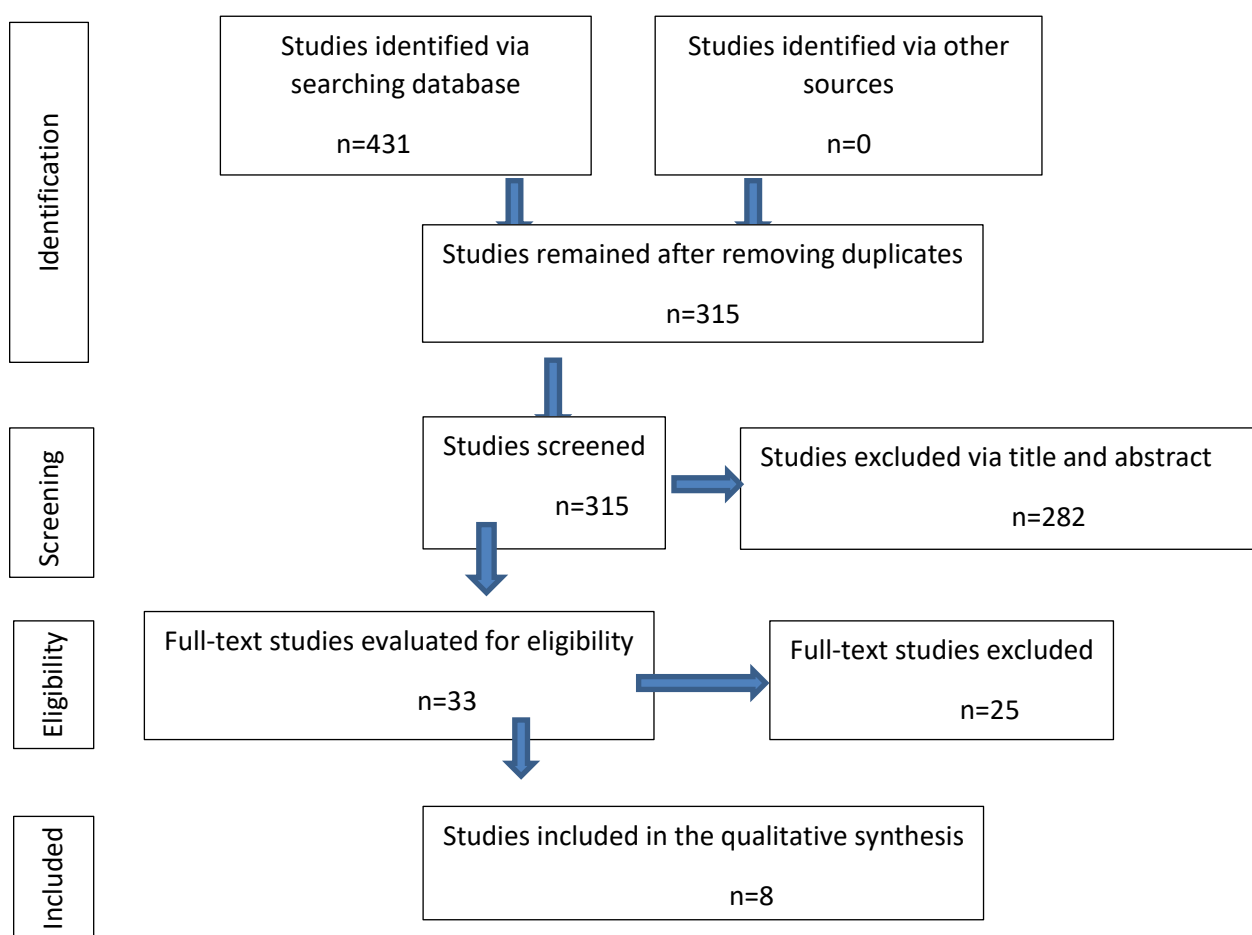 Identification
Studies identified via
searching database
n=431
Studies identified via other
sources
n=0
Studies remained after removing duplicates
n=315
Screening
Studies screened
n=315
Studies excluded via title and abstract
n=282
Eligibility
Full-text studies evaluated for eligibility
n=33
Full-text studies excluded
n=25
Included
Studies included in the qualitative synthesis
n=8